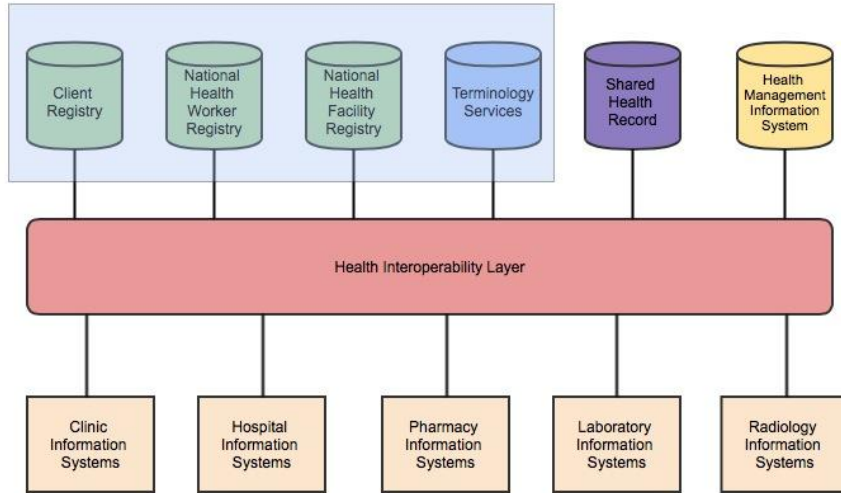 Client
Registry
National
Health
Worker
Registry
National
Health
Facility
Registry
Terminology
Services
Shared
Health
Record
Health
Management
Information
System
Health Interoperability Layer
Clinic
Information
Systems
Hospital
Information
Systems
Pharmacy
Information
Systems
Laboratory
Information
Systems
Radiology
Information
Systems